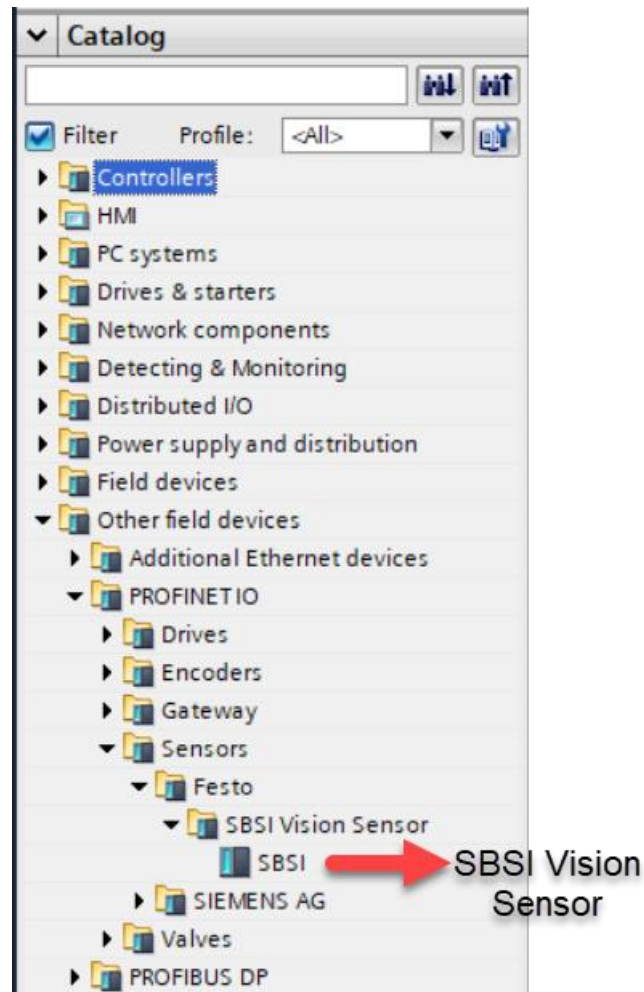 Catalog
Filter Profile: <All>
Controllers
HMI
PC systems
Drives & starters
Network components
Detecting & Monitoring
Distributed I/O
Power supply and distribution
Field devices
Other field devices
Additional Ethernet devices
PROFINET IO
Drives
Encoders
Gateway
Sensors
Festo
SBSI Vision Sensor
SBSI
SBSI Vision
Sensor
SIEMENS AG
Valves
PROFIBUS DP